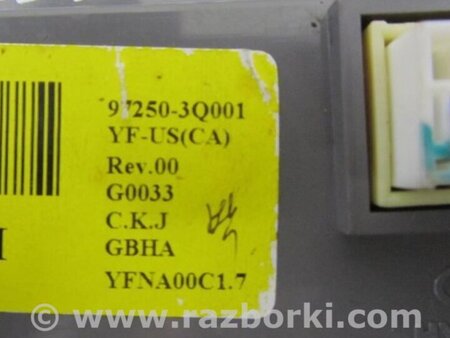 97250-3Q001
YF-US(CA)
Rev.00
G0033
C.K.J
GBHA
YFNA00C1.7
© www.razborki.com